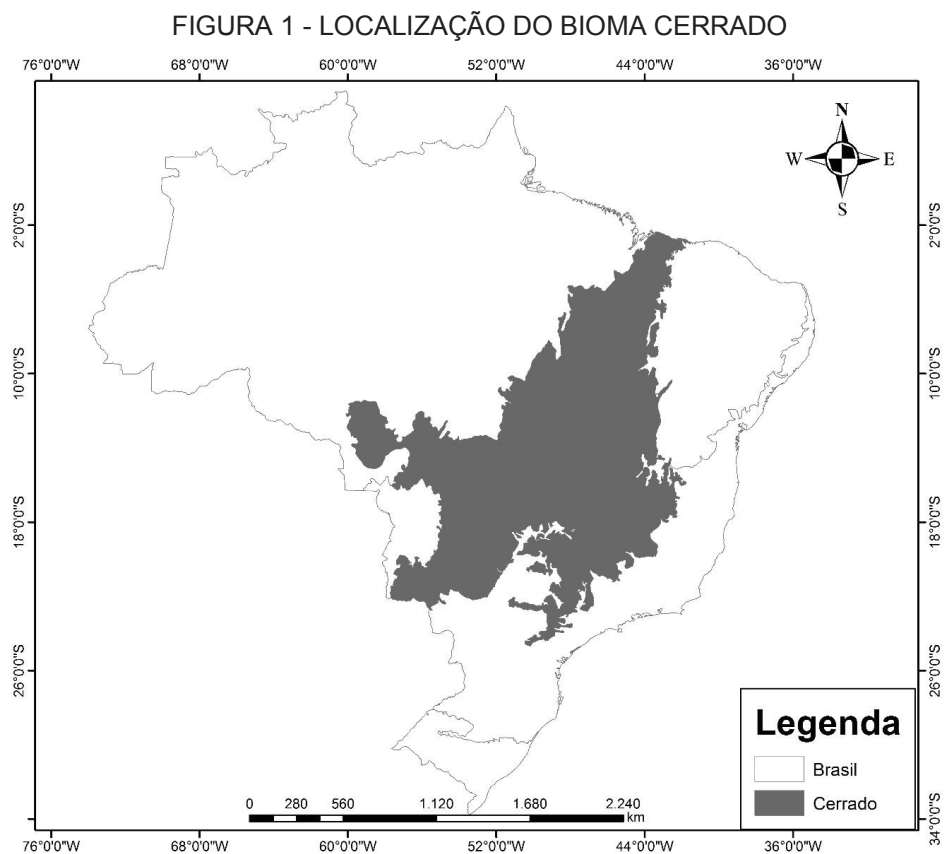 FIGURA 1 - LOCALIZAÇÃO DO BIOMA CERRADO
76°0'0"W 68°0'0"W 60°0'0"W 52°0'0"W 44°0'0"W 36°0'0"W
N
W E
S
2°0'0"S 2°0'0"S
10°0'0"S 10°0'0"S
18°0'0"S 18°0'0"S
26°0'0"S 26°0'0"S
34°0'0"S
Legenda
Brasil
Cerrado
0 280 560 1.120 1.680 2.240
km
76°0'0"W 68°0'0"W 60°0'0"W 52°0'0"W 44°0'0"W 36°0'0"W